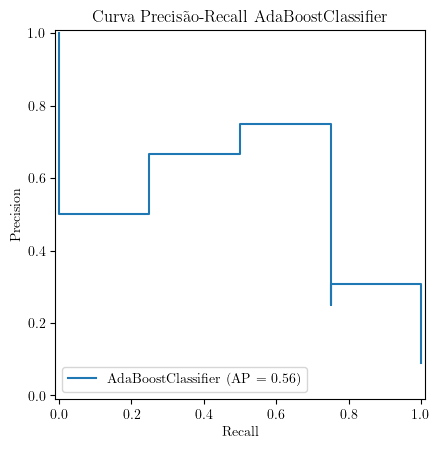 Curva Precisão-Recall AdaBoostClassifier
1.0
0.8
0.6
0.4
0.2
0.0
Precision
AdaBoostClassifier (AP = 0.56)
0.0 0.2 0.4 0.6 0.8 1.0
Recall